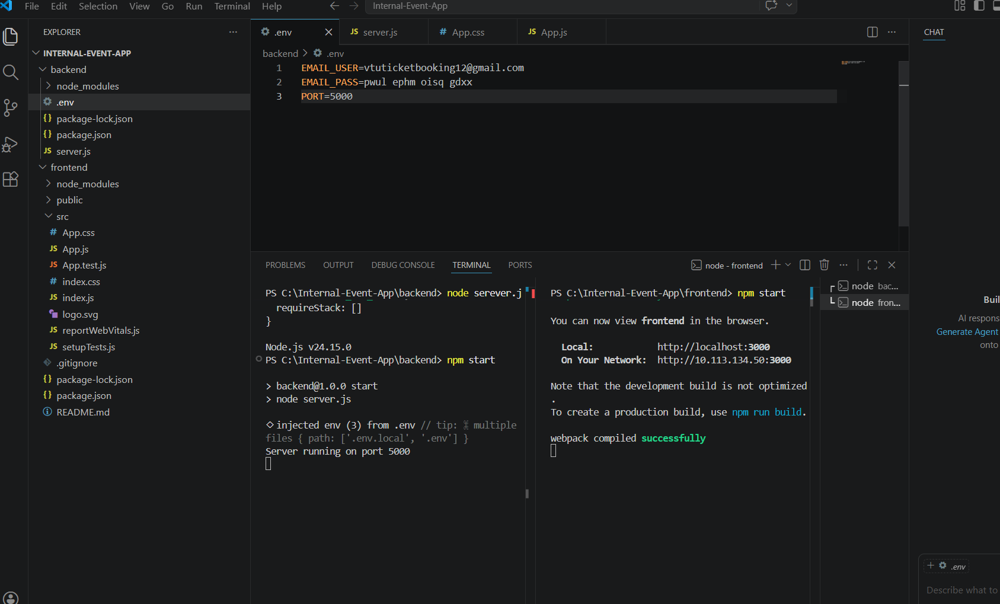 File Edit Selection View Go Run Terminal Help
Internal-Event-App
EXPLORER
INTERNAL-EVENT-APP
backend
node_modules
.env
package-lock.json
package.json
server.js
frontend
node_modules
public
src
App.css
App.js
App.test.js
index.css
index.js
logo.svg
reportWebVitals.js
setupTests.js
.gitignore
package-lock.json
package.json
README.md
.env
server.js
App.css
App.js
backend > .env
1 EMAIL_USER=vtuticketbooking12@gmail.com
2 EMAIL_PASS=pwul ephm oisq gdxx
3 PORT=5000
PROBLEMS OUTPUT DEBUG CONSOLE TERMINAL PORTS
node - frontend
PS C:\Internal-Event-App\backend> node serever.j
requireStack: []
}
Node.js v24.15.0
PS C:\Internal-Event-App\backend> npm start
> backend@1.0.0 start
> node server.js
◇ injected env (3) from .env // tip: ⌘ multiple
files { path: ['.env.local', '.env'] }
Server running on port 5000
PS C:\Internal-Event-App\frontend> npm start
You can now view frontend in the browser.
Local: http://localhost:3000
On Your Network: http://10.113.134.50:3000
Note that the development build is not optimized
.
To create a production build, use npm run build.
webpack compiled successfully
node bac...
node fron...
CHAT
Buil
AI respons
Generate Agent
onto
.env
Describe what to